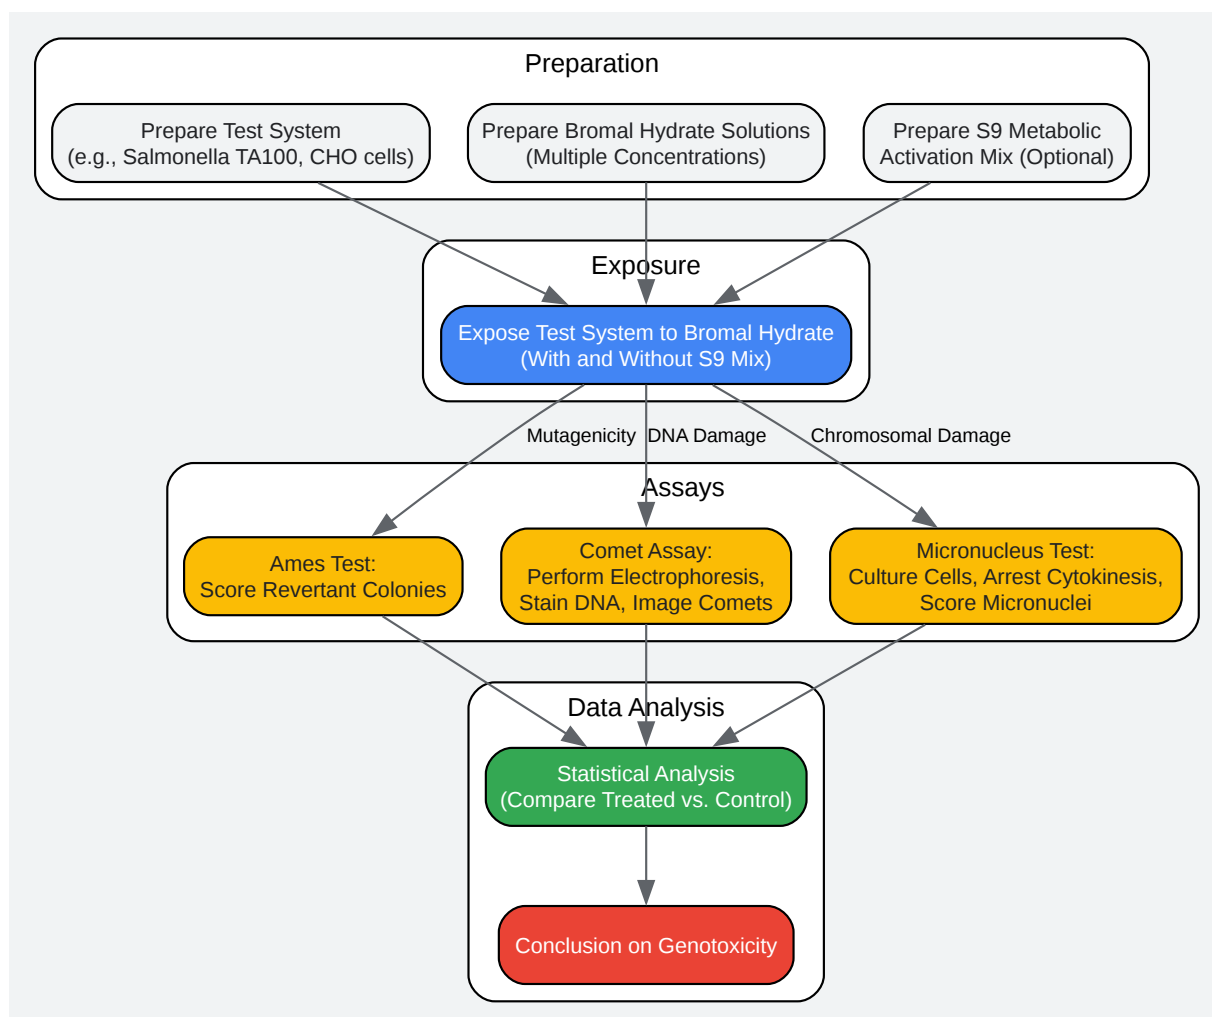 Preparation
Prepare Test System
(e.g., Salmonella TA100, CHO cells)
Prepare Bromal Hydrate Solutions
(Multiple Concentrations)
Prepare S9 Metabolic
Activation Mix (Optional)
Exposure
Expose Test System to Bromal Hydrate
(With and Without S9 Mix)
Mutagenicity
DNA Damage
Chromosomal Damage
Assays
Ames Test:
Score Revertant Colonies
Comet Assay:
Perform Electrophoresis,
Stain DNA, Image Comets
Micronucleus Test:
Culture Cells, Arrest Cytokinesis,
Score Micronuclei
Data Analysis
Statistical Analysis
(Compare Treated vs. Control)
Conclusion on Genotoxicity